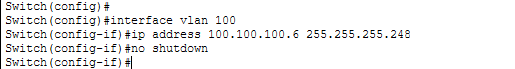 Switch(config)#
Switch(config)#interface vlan 100
Switch(config-if)#ip address 100.100.100.6 255.255.255.248
Switch(config-if)#no shutdown
Switch(config-if)#